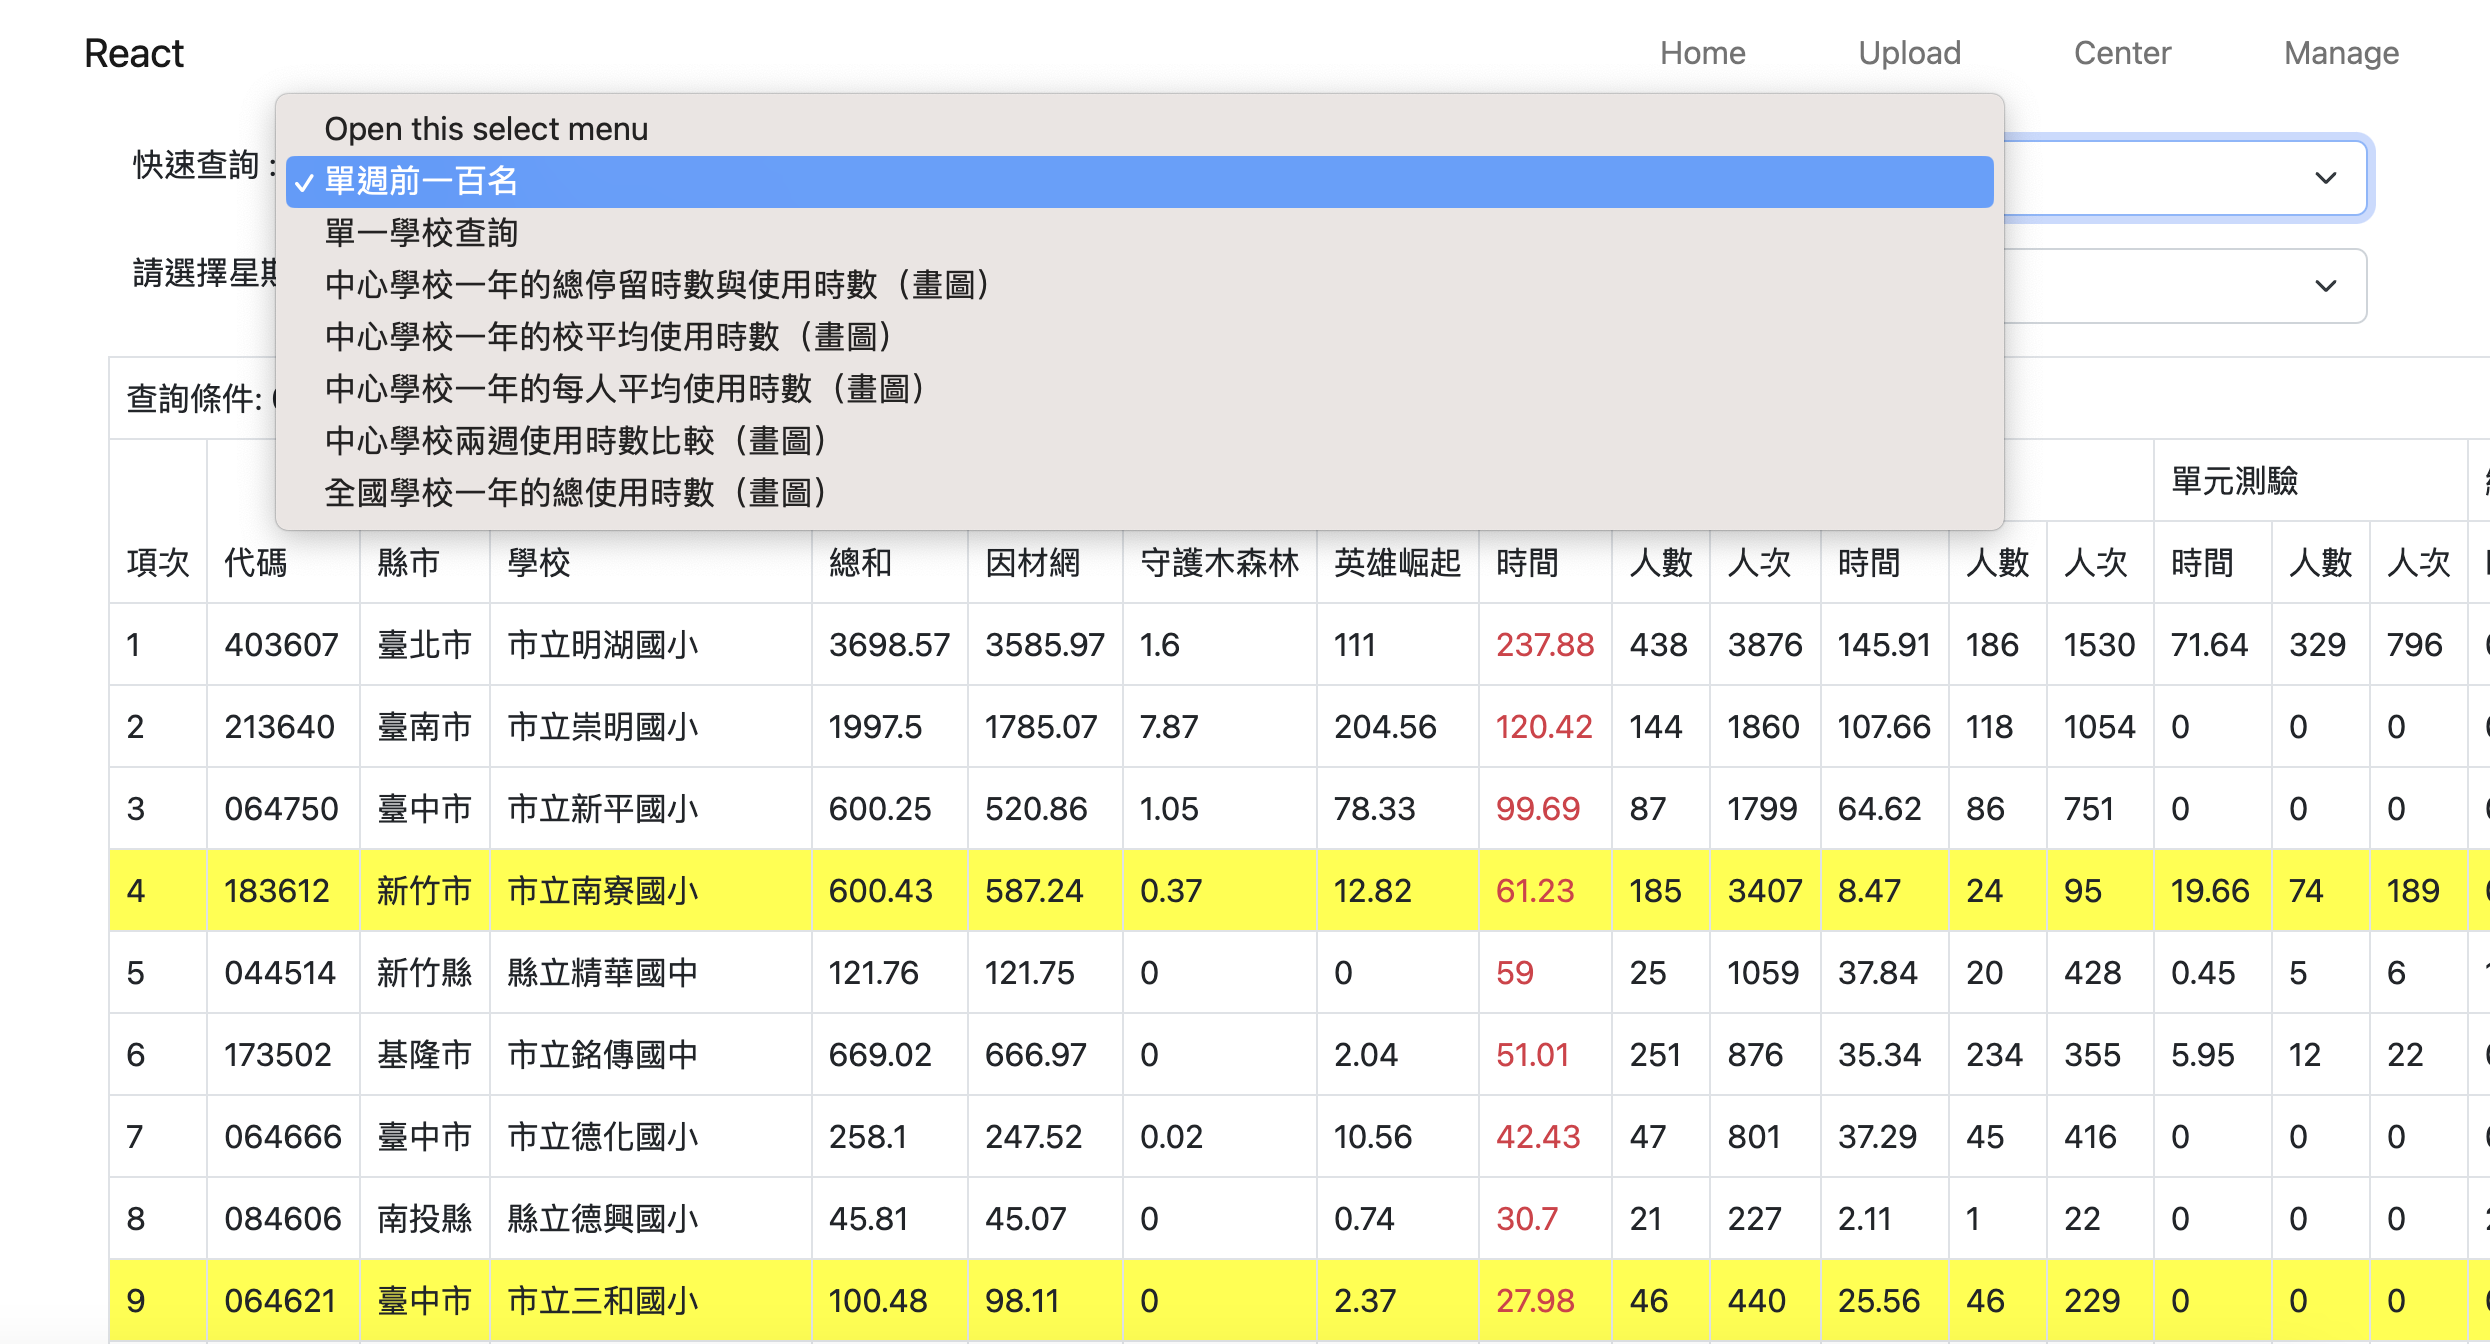 React Home Upload Center Manage
Open this select menu
快速查詢 :
✓ 單週前一百名
單一學校查詢
請選擇星
中心學校一年的總停留時數與使用時數（畫圖）
中心學校一年的校平均使用時數（畫圖）
中心學校一年的每人平均使用時數（畫圖）
查詢條件:
中心學校兩週使用時數比較（畫圖）
全國學校一年的總使用時數（畫圖）
單元測驗
項次 代碼 縣市 學校 總和 因材網 守護木森林 英雄崛起 時間 人數 人次 時間 人數 人次 時間 人數 人次
1 403607 臺北市 市立明湖國小 3698.57 3585.97 1.6 111 237.88 438 3876 145.91 186 1530 71.64 329 796
2 213640 臺南市 市立崇明國小 1997.5 1785.07 7.87 204.56 120.42 144 1860 107.66 118 1054 0 0 0
3 064750 臺中市 市立新平國小 600.25 520.86 1.05 78.33 99.69 87 1799 64.62 86 751 0 0 0
4 183612 新竹市 市立南寮國小 600.43 587.24 0.37 12.82 61.23 185 3407 8.47 24 95 19.66 74 189
5 044514 新竹縣 縣立精華國中 121.76 121.75 0 0 59 25 1059 37.84 20 428 0.45 5 6
6 173502 基隆市 市立銘傳國中 669.02 666.97 0 2.04 51.01 251 876 35.34 234 355 5.95 12 22
7 064666 臺中市 市立德化國小 258.1 247.52 0.02 10.56 42.43 47 801 37.29 45 416 0 0 0
8 084606 南投縣 縣立德興國小 45.81 45.07 0 0.74 30.7 21 227 2.11 1 22 0 0 0
9 064621 臺中市 市立三和國小 100.48 98.11 0 2.37 27.98 46 440 25.56 46 229 0 0 0